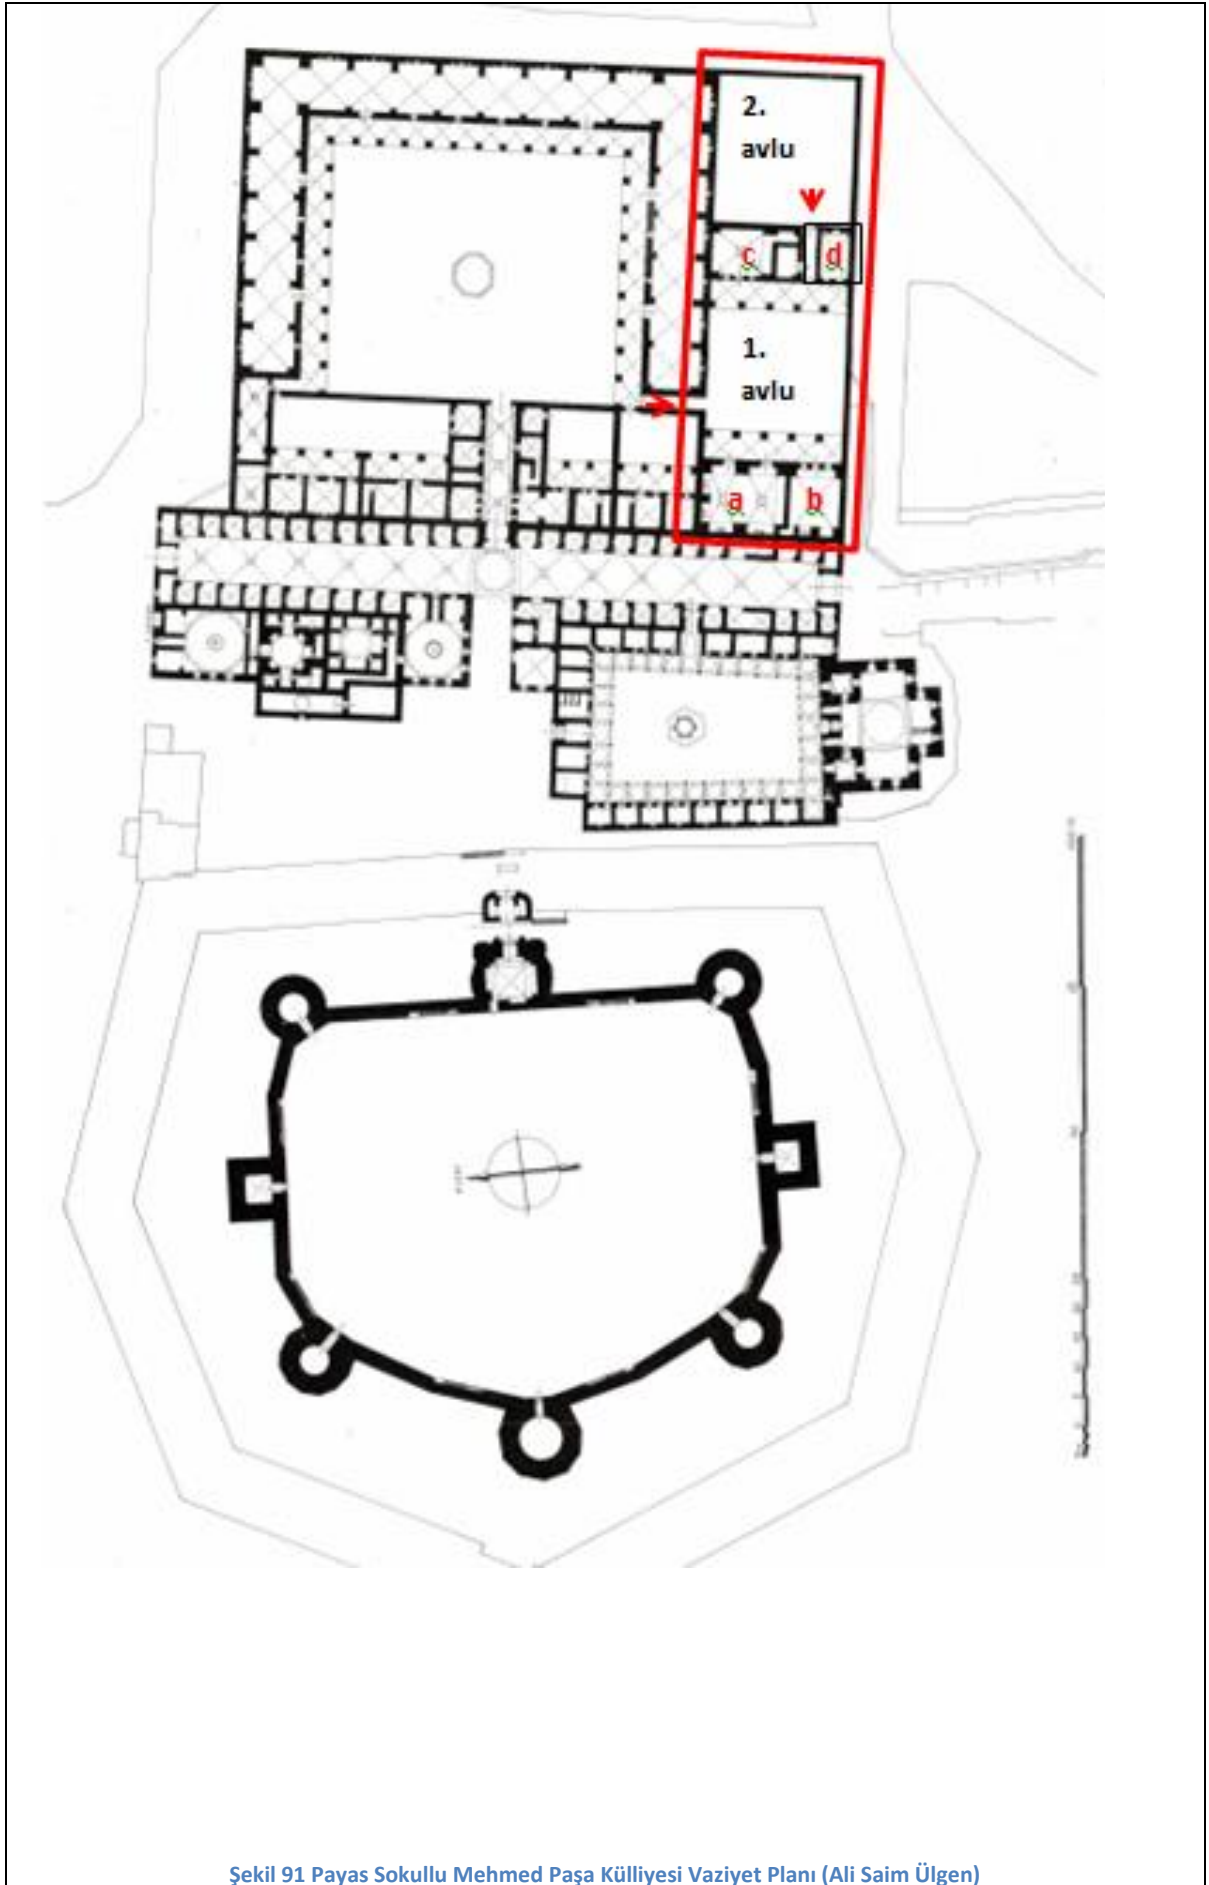 2.
avlu
c
d
1.
avlu
a
b
Şekil 91 Payas Sokullu Mehmed Paşa Külliyesi Vaziyet Planı (Ali Saim Ülgen)